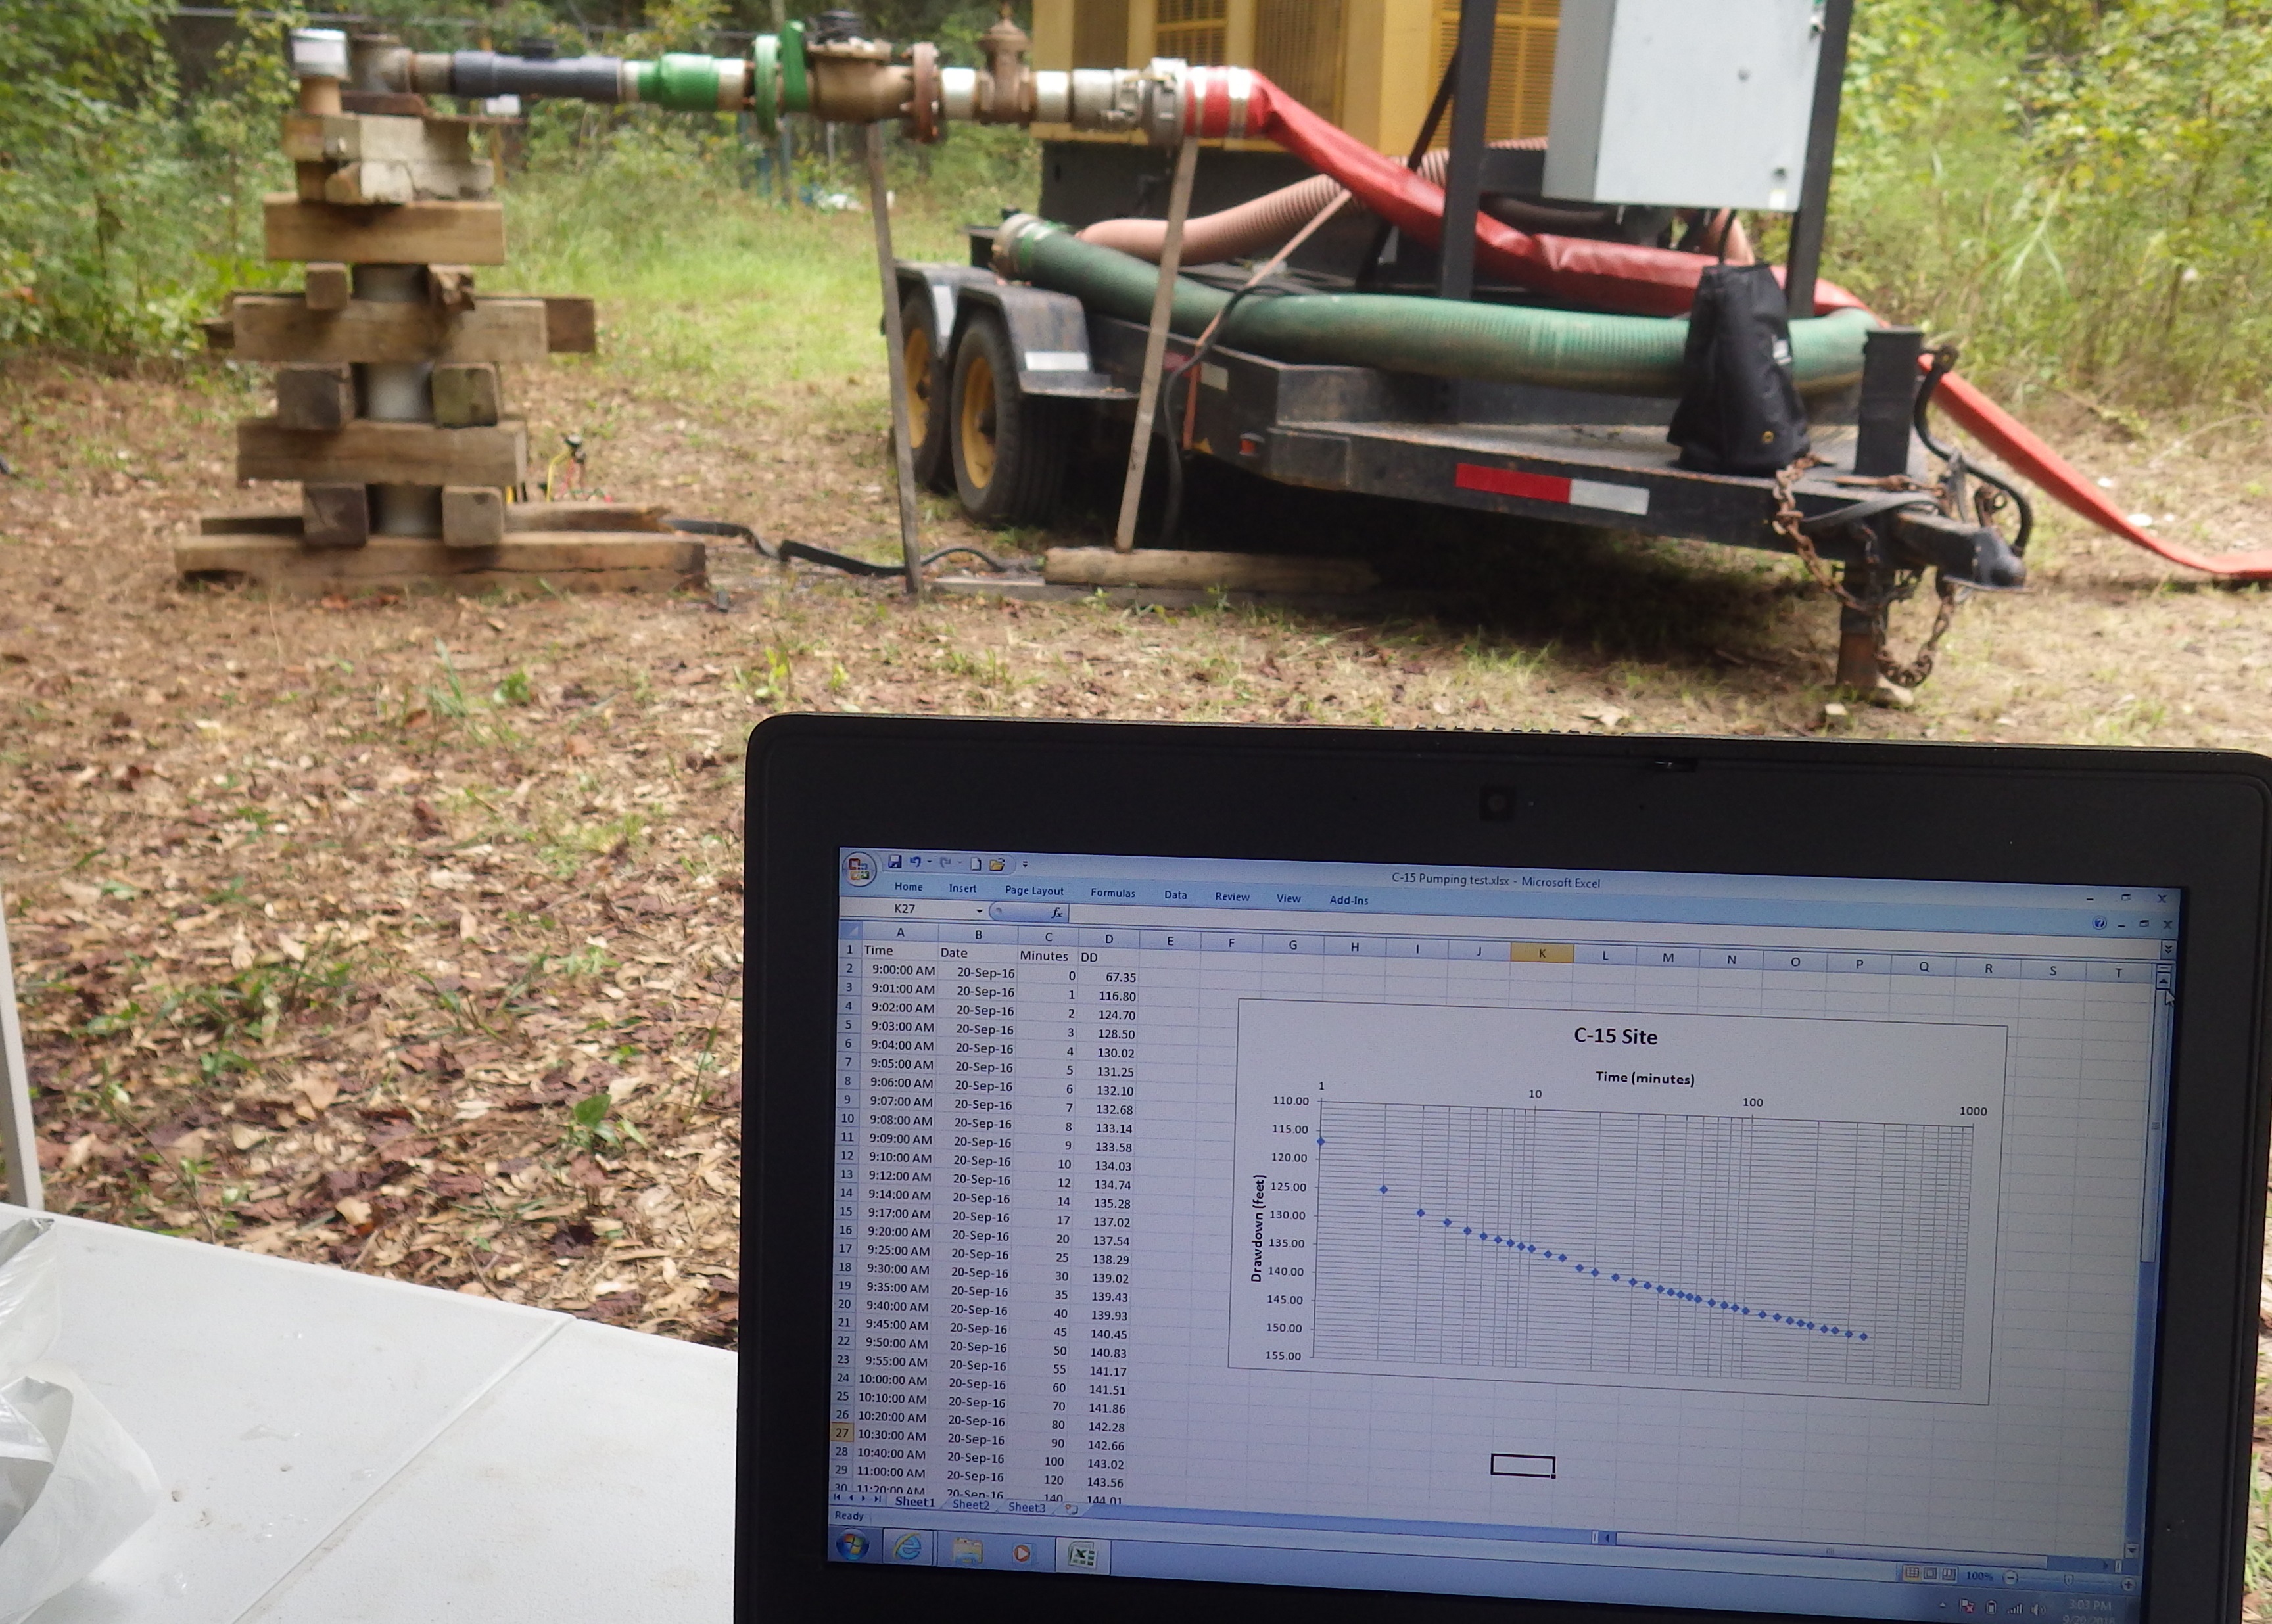 C-15 Pumping test.xlsx - Microsoft Excel
Home Insert Page Layout Formulas Data Review View Add-Ins
K27 fx
A B C D E F G H I J K L M N O P Q R S T
1 Time Date Minutes DD
2 9:00:00 AM 20-Sep-16 0 67.35
3 9:01:00 AM 20-Sep-16 1 116.80
4 9:02:00 AM 20-Sep-16 2 124.70
5 9:03:00 AM 20-Sep-16 3 128.50
6 9:04:00 AM 20-Sep-16 4 130.02
7 9:05:00 AM 20-Sep-16 5 131.25
8 9:06:00 AM 20-Sep-16 6 132.10
9 9:07:00 AM 20-Sep-16 7 132.68
10 9:08:00 AM 20-Sep-16 8 133.14
11 9:09:00 AM 20-Sep-16 9 133.58
12 9:10:00 AM 20-Sep-16 10 134.03
13 9:12:00 AM 20-Sep-16 12 134.74
14 9:14:00 AM 20-Sep-16 14 135.28
15 9:17:00 AM 20-Sep-16 17 137.02
16 9:20:00 AM 20-Sep-16 20 137.54
17 9:25:00 AM 20-Sep-16 25 138.29
18 9:30:00 AM 20-Sep-16 30 139.02
19 9:35:00 AM 20-Sep-16 35 139.43
20 9:40:00 AM 20-Sep-16 40 139.93
21 9:45:00 AM 20-Sep-16 45 140.45
22 9:50:00 AM 20-Sep-16 50 140.83
23 9:55:00 AM 20-Sep-16 55 141.17
24 10:00:00 AM 20-Sep-16 60 141.51
25 10:10:00 AM 20-Sep-16 70 141.86
26 10:20:00 AM 20-Sep-16 80 142.28
27 10:30:00 AM 20-Sep-16 90 142.66
28 10:40:00 AM 20-Sep-16 100 143.02
29 11:00:00 AM 20-Sep-16 120 143.56
30 11:20:00 AM 20-Sep-16 140 144.01
C-15 Site
Time (minutes)
1 10 100 1000
Drawdown (feet)
110.00
115.00
120.00
125.00
130.00
135.00
140.00
145.00
150.00
155.00
Sheet1 Sheet2 Sheet3
Ready
100%
3:03 PM
9/20/2016